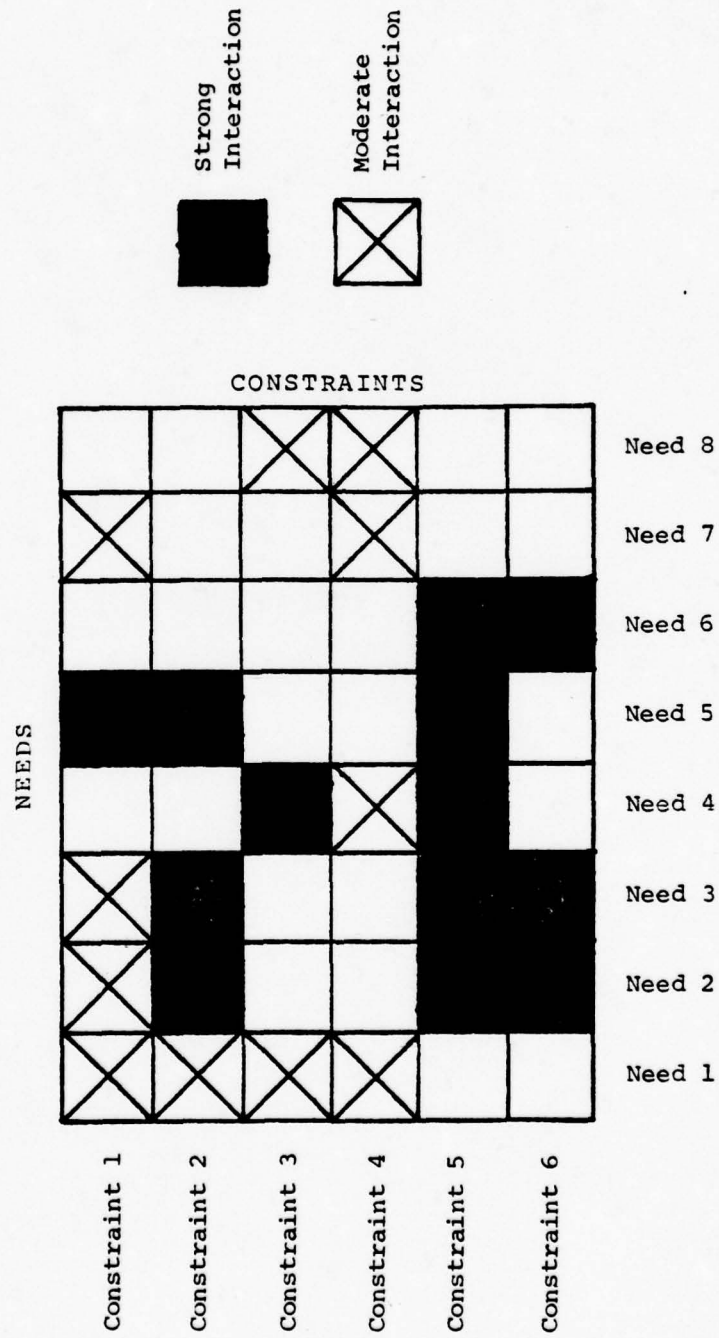 Strong
Interaction
Moderate
Interaction
CONSTRAINTS
NEEDS
Need 8
Need 7
Need 6
Need 5
Need 4
Need 3
Need 2
Need 1
Constraint 1
Constraint 2
Constraint 3
Constraint 4
Constraint 5
Constraint 6